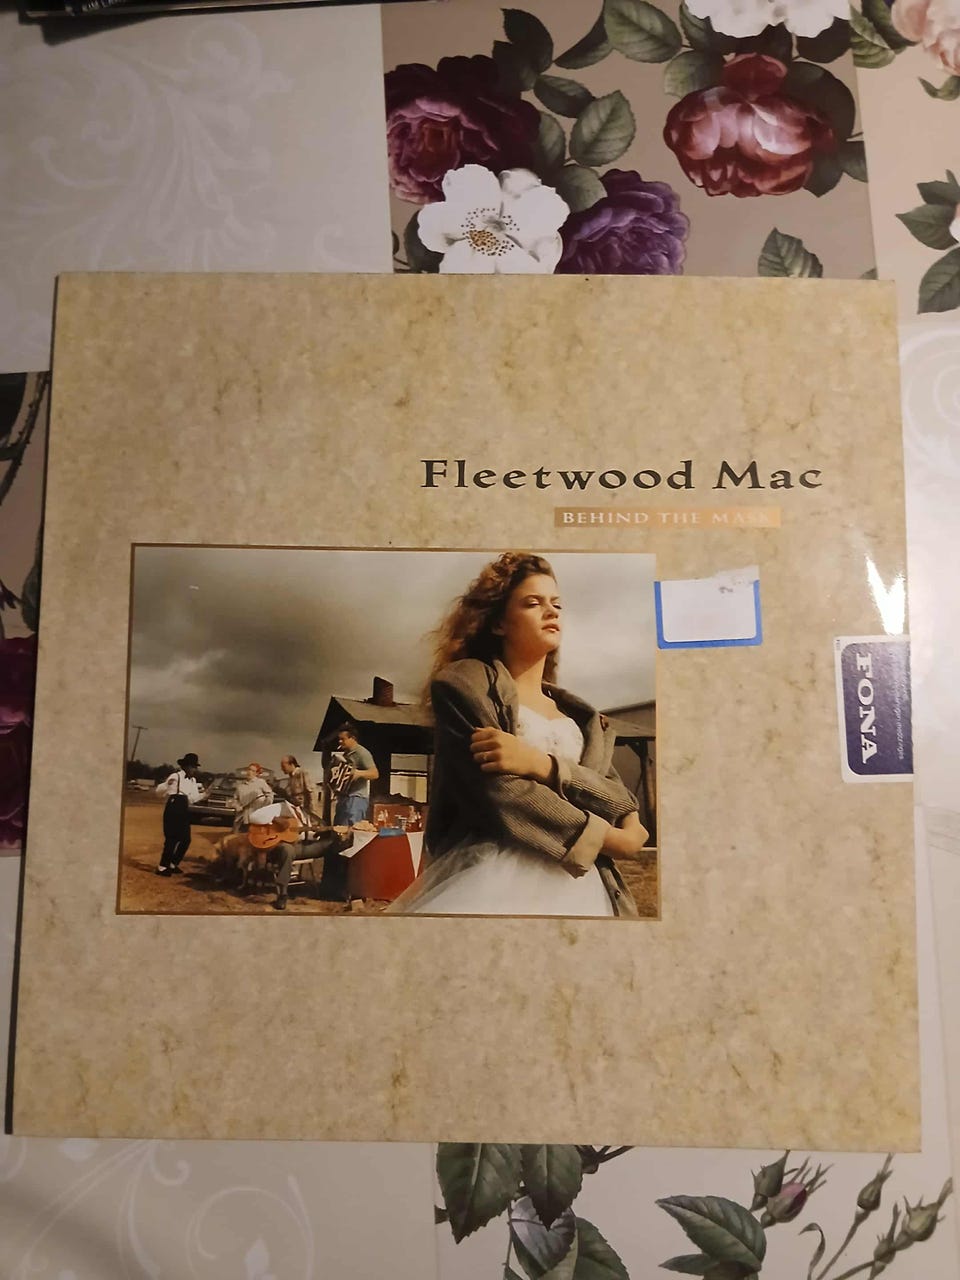 Fleetwood Mac
BEHIND THE MASK
FONA